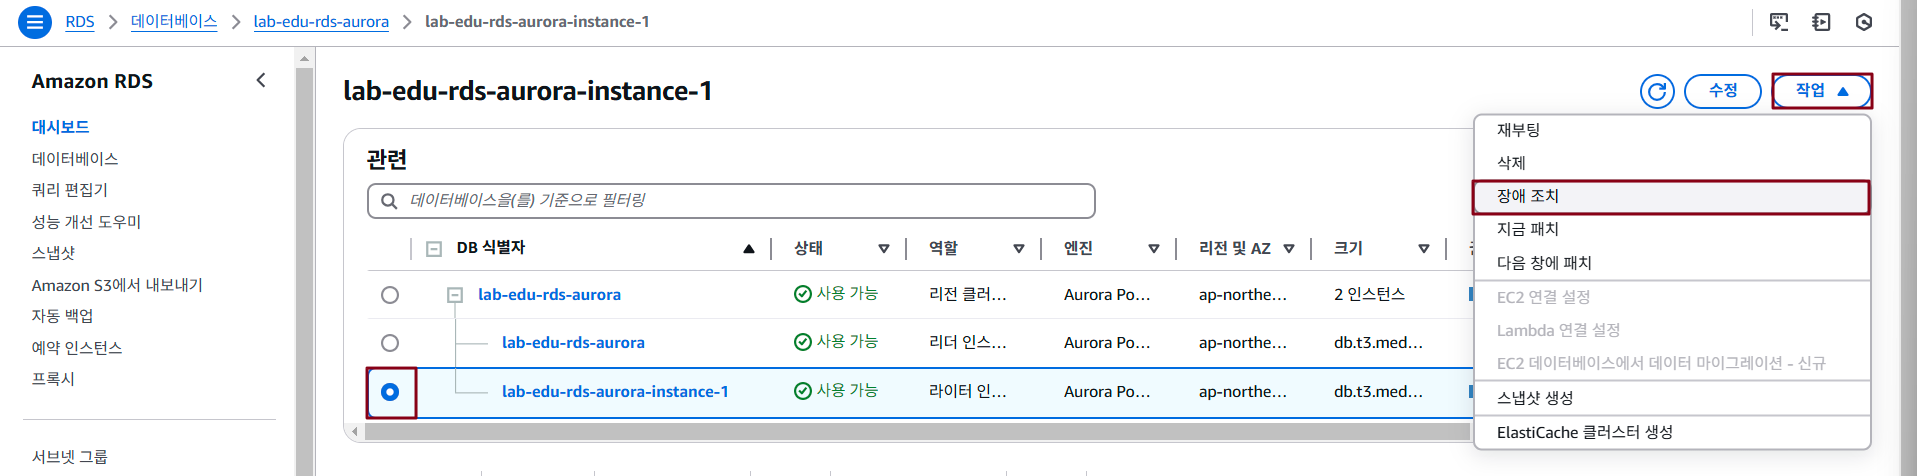 RDS > 데이터베이스 > lab-edu-rds-aurora > lab-edu-rds-aurora-instance-1
Amazon RDS
대시보드
데이터베이스
쿼리 편집기
성능 개선 도우미
스냅샷
Amazon S3에서 내보내기
자동 백업
예약 인스턴스
프록시
서브넷 그룹
lab-edu-rds-aurora-instance-1
수정
작업
재부팅
삭제
장애 조치
지금 패치
다음 창에 패치
EC2 연결 설정
Lambda 연결 설정
EC2 데이터베이스에서 데이터 마이그레이션 - 신규
스냅샷 생성
ElastiCache 클러스터 생성
관련
데이터베이스을(를) 기준으로 필터링
DB 식별자 상태 역할 엔진 리전 및 AZ 크기
lab-edu-rds-aurora 사용 가능 리전 클러... Aurora Po... ap-northe... 2 인스턴스
lab-edu-rds-aurora 사용 가능 리더 인스... Aurora Po... ap-northe... db.t3.med...
lab-edu-rds-aurora-instance-1 사용 가능 라이터 인... Aurora Po... ap-northe... db.t3.med...